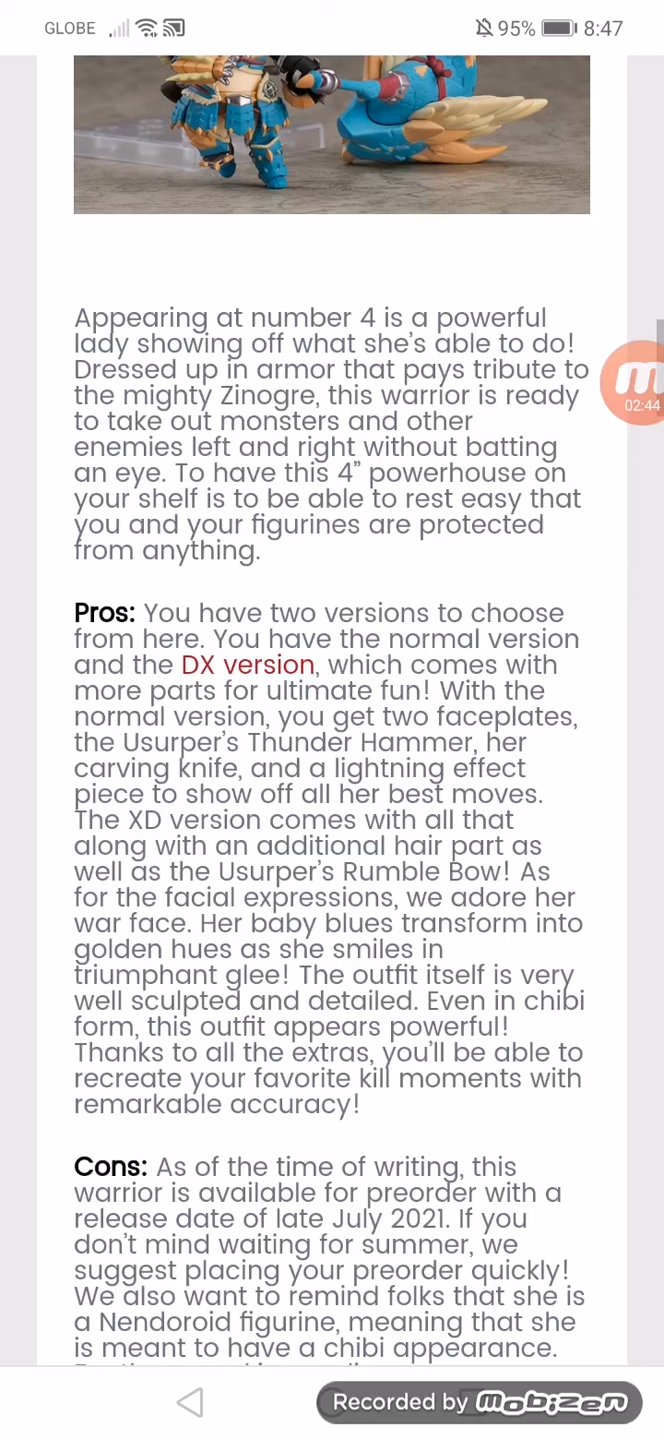 GLOBE 95% 8:47
Appearing at number 4 is a powerful
lady showing off what she's able to do!
Dressed up in armor that pays tribute to
the mighty Zinogre, this warrior is ready
to take out monsters and other
enemies left and right without batting
an eye. To have this 4” powerhouse on
your shelf is to be able to rest easy that
you and your figurines are protected
from anything.
02:44
Pros: You have two versions to choose
from here. You have the normal version
and the DX version, which comes with
more parts for ultimate fun! With the
normal version, you get two faceplates,
the Usurper's Thunder Hammer, her
carving knife, and a lightning effect
piece to show off all her best moves.
The XD version comes with all that
along with an additional hair part as
well as the Usurper's Rumble Bow! As
for the facial expressions, we adore her
war face. Her baby blues transform into
golden hues as she smiles in
triumphant glee! The outfit itself is very
well sculpted and detailed. Even in chibi
form, this outfit appears powerful!
Thanks to all the extras, you'll be able to
recreate your favorite kill moments with
remarkable accuracy!
Cons: As of the time of writing, this
warrior is available for preorder with a
release date of late July 2021. If you
don't mind waiting for summer, we
suggest placing your preorder quickly!
We also want to remind folks that she is
a Nendoroid figurine, meaning that she
is meant to have a chibi appearance.
Recorded by mobizen